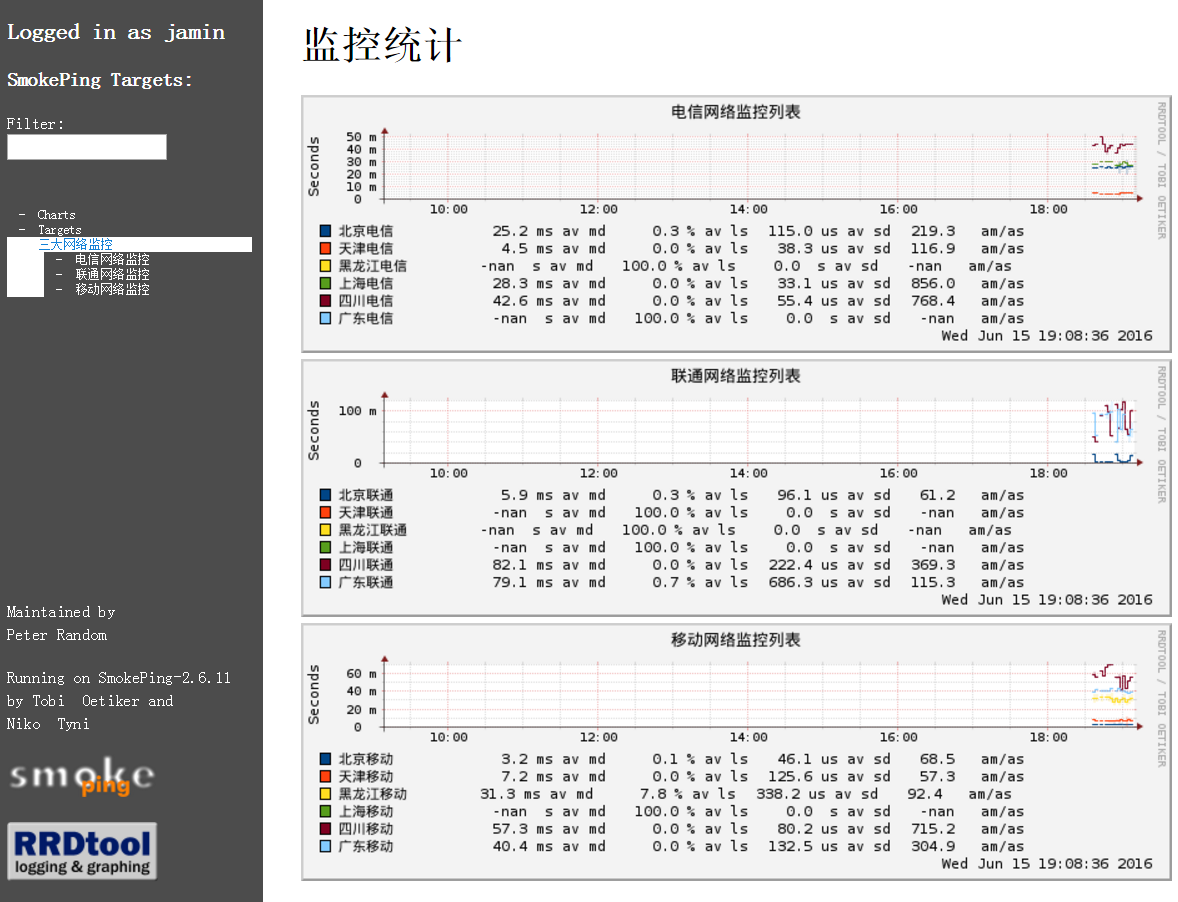 Logged in as jamin
SmokePing Targets:
Filter:
- Charts
- Targets
三大网络监控
- 电信网络监控
- 联通网络监控
- 移动网络监控
Maintained by
Peter Random
Running on SmokePing-2.6.11
by Tobi Oetiker and
Niko Tyni
smokeping
RRDtool
logging & graphing
监控统计
电信网络监控列表
RRDTOOL / TOBI OETIKER
Seconds
50 m
40 m
30 m
20 m
10 m
0
10:00 12:00 14:00 16:00 18:00
北京电信 25.2 ms av md 0.3 % av ls 115.0 us av sd 219.3 am/as
天津电信 4.5 ms av md 0.0 % av ls 38.3 us av sd 116.9 am/as
黑龙江电信 -nan s av md 100.0 % av ls 0.0 s av sd -nan am/as
上海电信 28.3 ms av md 0.0 % av ls 33.1 us av sd 856.0 am/as
四川电信 42.6 ms av md 0.0 % av ls 55.4 us av sd 768.4 am/as
广东电信 -nan s av md 100.0 % av ls 0.0 s av sd -nan am/as
Wed Jun 15 19:08:36 2016
联通网络监控列表
RRDTOOL / TOBI OETIKER
Seconds
100 m
0
10:00 12:00 14:00 16:00 18:00
北京联通 5.9 ms av md 0.3 % av ls 96.1 us av sd 61.2 am/as
天津联通 -nan s av md 100.0 % av ls 0.0 s av sd -nan am/as
黑龙江联通 -nan s av md 100.0 % av ls 0.0 s av sd -nan am/as
上海联通 -nan s av md 100.0 % av ls 0.0 s av sd -nan am/as
四川联通 82.1 ms av md 0.0 % av ls 222.4 us av sd 369.3 am/as
广东联通 79.1 ms av md 0.7 % av ls 686.3 us av sd 115.3 am/as
Wed Jun 15 19:08:36 2016
移动网络监控列表
RRDTOOL / TOBI OETIKER
Seconds
60 m
40 m
20 m
0
10:00 12:00 14:00 16:00 18:00
北京移动 3.2 ms av md 0.1 % av ls 46.1 us av sd 68.5 am/as
天津移动 7.2 ms av md 0.0 % av ls 125.6 us av sd 57.3 am/as
黑龙江移动 31.3 ms av md 7.8 % av ls 338.2 us av sd 92.4 am/as
上海移动 -nan s av md 100.0 % av ls 0.0 s av sd -nan am/as
四川移动 57.3 ms av md 0.0 % av ls 80.2 us av sd 715.2 am/as
广东移动 40.4 ms av md 0.0 % av ls 132.5 us av sd 304.9 am/as
Wed Jun 15 19:08:36 2016